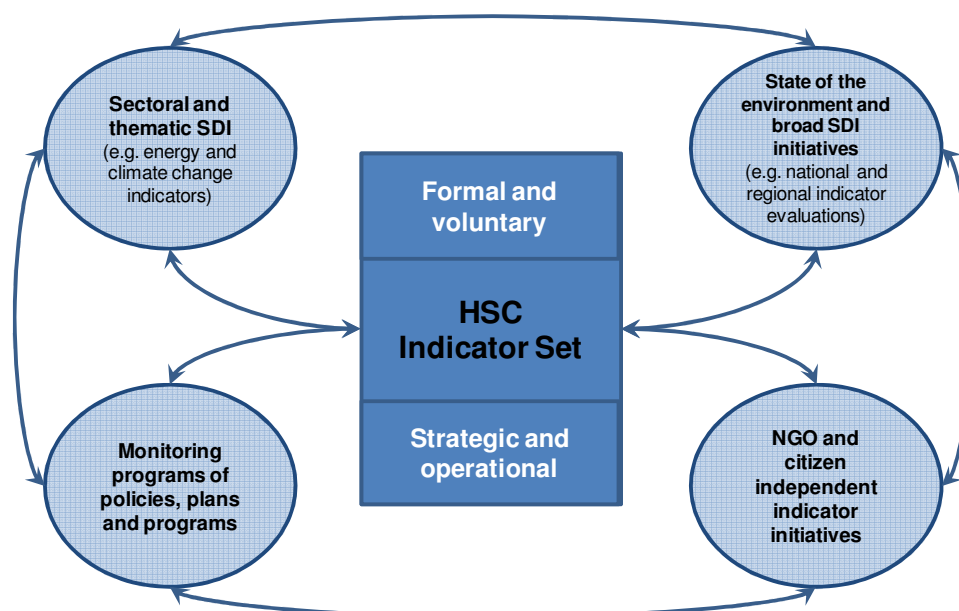 Sectoral and
thematic SDI
(e.g. energy and
climate change
indicators)
State of the
environment and
broad SDI
initiatives
(e.g. national and
regional indicator
evaluations)
Formal and
voluntary
HSC
Indicator Set
Strategic and
operational
Monitoring
programs of
policies, plans
and programs
NGO and
citizen
independent
indicator
initiatives